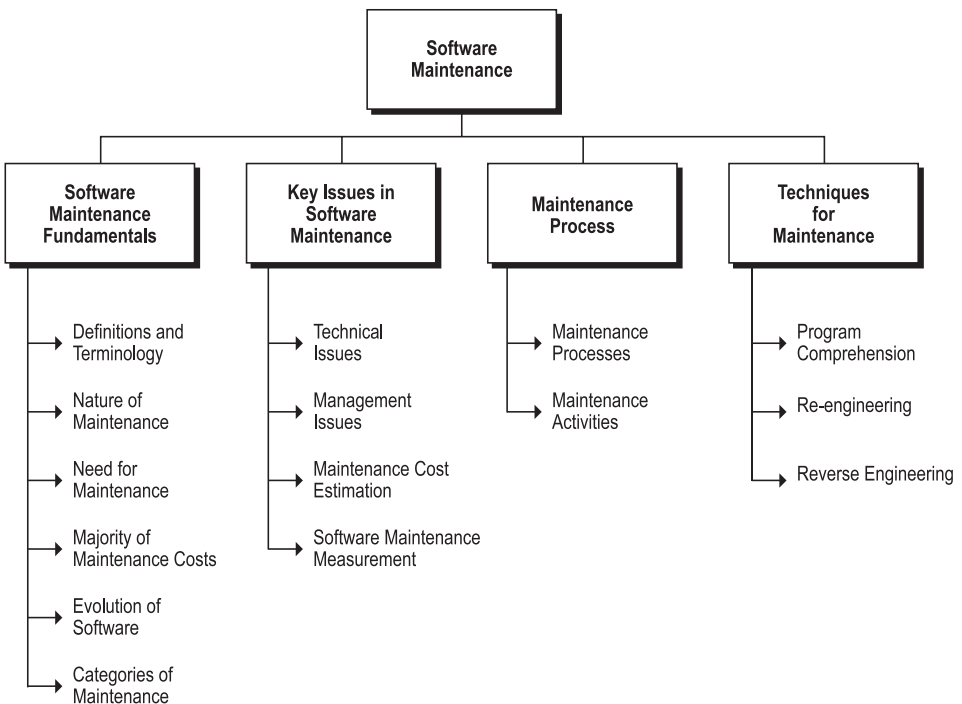 Software
Maintenance
Software
Maintenance
Fundamentals
Key Issues in
Software
Maintenance
Maintenance
Process
Techniques
for
Maintenance
Definitions and
Terminology
Nature of
Maintenance
Need for
Maintenance
Majority of
Maintenance Costs
Evolution of
Software
Categories of
Maintenance
Technical
Issues
Management
Issues
Maintenance Cost
Estimation
Software Maintenance
Measurement
Maintenance
Processes
Maintenance
Activities
Program
Comprehension
Re-engineering
Reverse Engineering